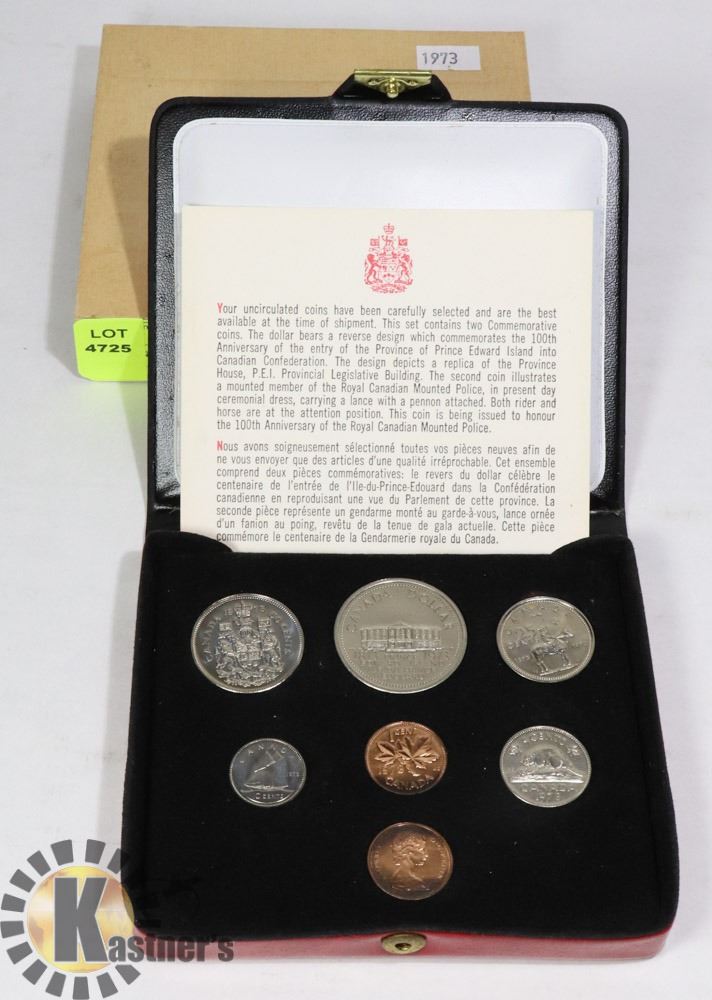 1973
LOT
4725
Your uncirculated coins have been carefully selected and are the best
available at the time of shipment. This set contains two Commemorative
coins. The dollar bears a reverse design which commemorates the 100th
Anniversary of the entry of the Province of Prince Edward Island into
Canadian Confederation. The design depicts a replica of the Province
House, P.E.I. Provincial Legislative Building. The second coin illustrates
a mounted member of the Royal Canadian Mounted Police, in present day
ceremonial dress, carrying a lance with a pennon attached. Both rider and
horse are at the attention position. This coin is being issued to honour
the 100th Anniversary of the Royal Canadian Mounted Police.
Nous avons soigneusement sélectionné toutes vos pièces neuves afin de
ne vous envoyer que des articles d'une qualité irréprochable. Cet ensemble
comprend deux pièces commémoratives: le revers du dollar célèbre le
centenaire de l'entrée de l'Ile-du-Prince-Edouard dans la Confédération
canadienne en reproduisant une vue du Parlement de cette province. La
seconde pièce représente un gendarme monté au garde-à-vous, lance ornée
d'un fanion au poing, revêtu de la tenue de gala actuelle. Cette pièce
commémore le centenaire de la Gendarmerie royale du Canada.
CANADA CENTS
CANADA DOLLAR
CENTS
CENT
CANADA
5 CENTS
CANADA
1973
Kastner's